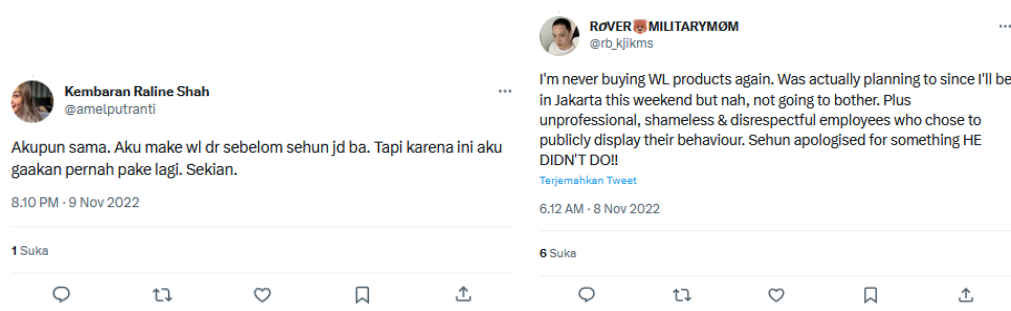 Kembaran Raline Shah
@amelputranti
Akupun sama. Aku make wl dr sebelom sehun jd ba. Tapi karena ini aku
gaakan pernah pake lagi. Sekian.
8.10 PM · 9 Nov 2022
1 Suka
RØVER🐻MILITARYMØM
@rb_kjikms
I'm never buying WL products again. Was actually planning to since I'll be
in Jakarta this weekend but nah, not going to bother. Plus
unprofessional, shameless & disrespectful employees who chose to
publicly display their behaviour. Sehun apologised for something HE
DIDN'T DO!!
Terjemahkan Tweet
6.12 AM · 8 Nov 2022
6 Suka